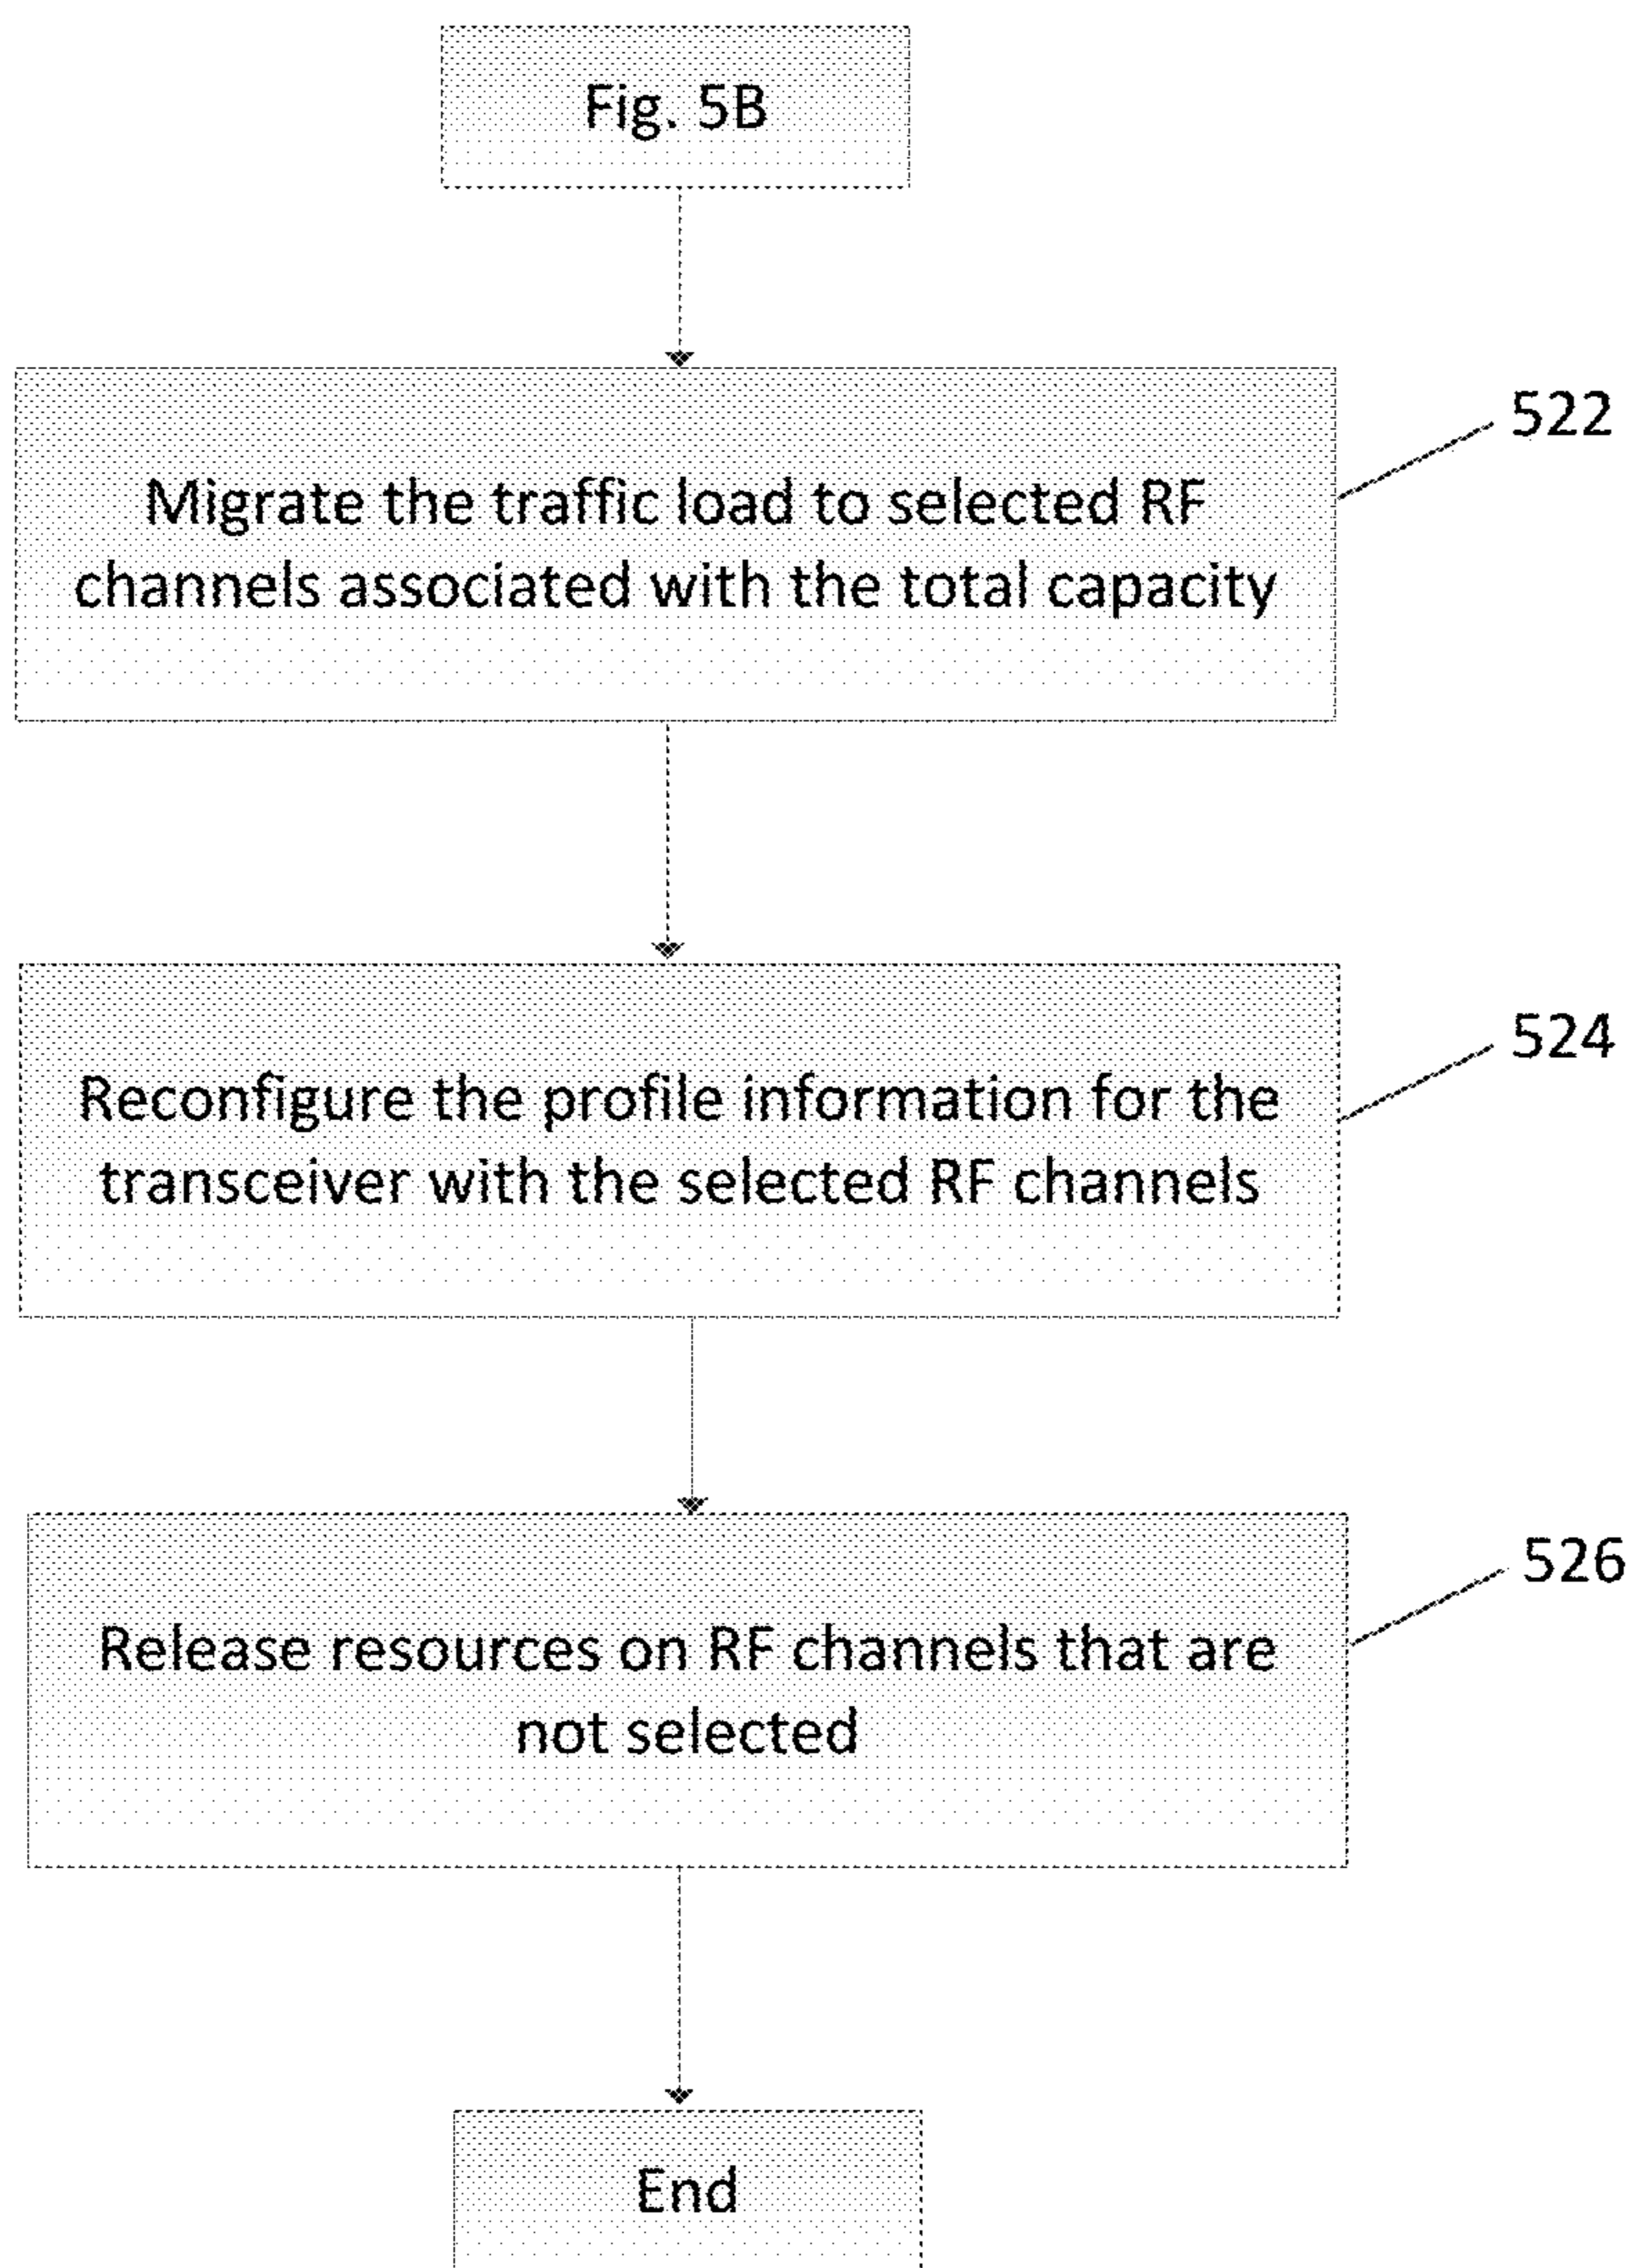 Fig. 5B
522
Migrate the traffic load to selected RF
channels associated with the total capacity
524
Reconfigure the profile information for the
transceiver with the selected RF channels
526
Release resources on RF channels that are
not selected
End